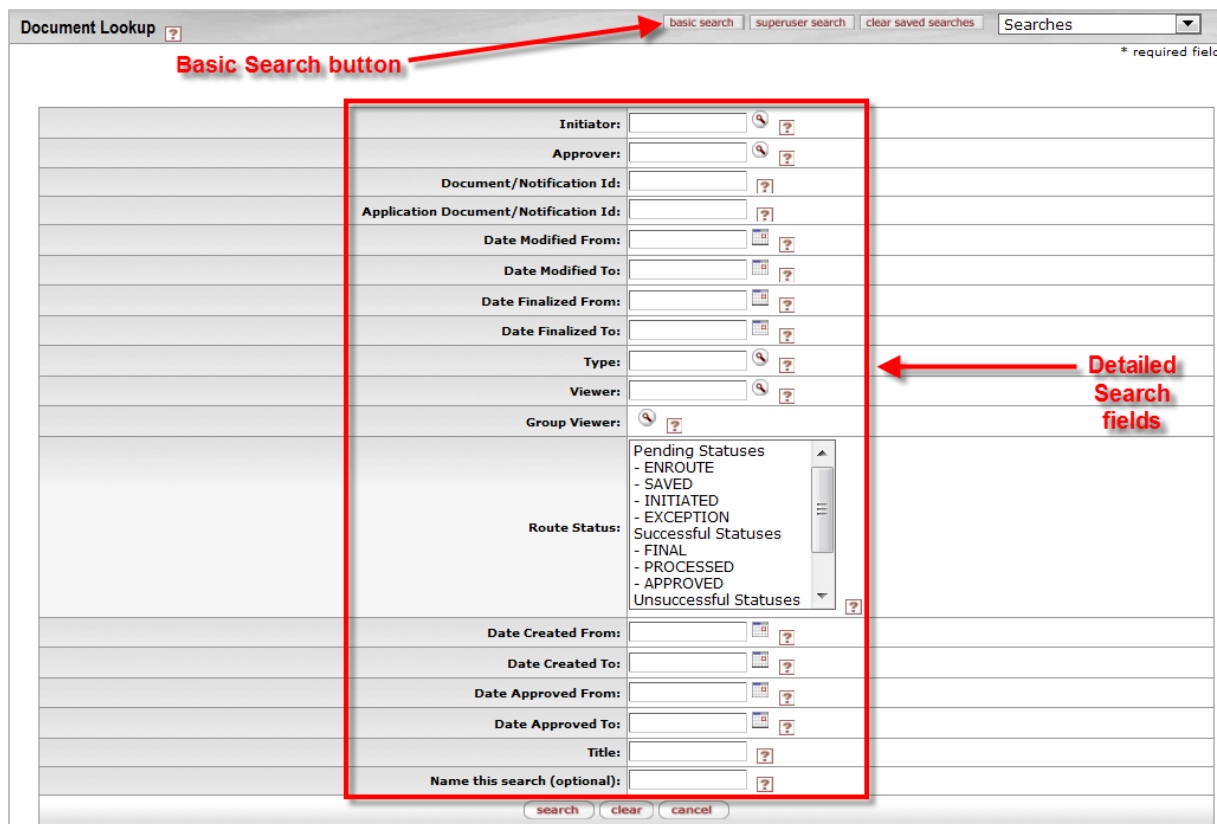 Document Lookup ?
basic search superuser search clear saved searches Searches
* required field
Basic Search button
Initiator: ?
Approver: ?
Document/Notification Id: ?
Application Document/Notification Id: ?
Date Modified From: ?
Date Modified To: ?
Date Finalized From: ?
Date Finalized To: ?
Type: ?
Viewer: ?
Group Viewer: ?
Detailed
Search
fields
Route Status:
Pending Statuses
- ENROUTE
- SAVED
- INITIATED
- EXCEPTION
Successful Statuses
- FINAL
- PROCESSED
- APPROVED
Unsuccessful Statuses
?
Date Created From: ?
Date Created To: ?
Date Approved From: ?
Date Approved To: ?
Title: ?
Name this search (optional): ?
search clear cancel